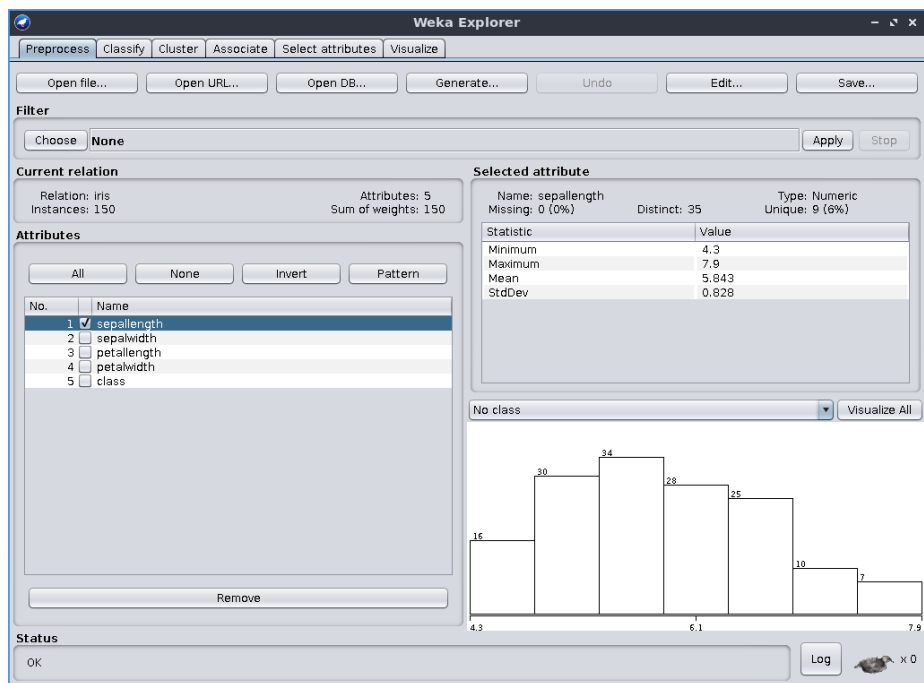 Weka Explorer
Preprocess Classify Cluster Associate Select attributes Visualize
Open file... Open URL... Open DB... Generate... Undo Edit... Save...
Filter
Choose None Apply Stop
Current relation
Relation: iris Attributes: 5
Instances: 150 Sum of weights: 150
Attributes
All None Invert Pattern
No. Name
1 sepallength
2 sepalwidth
3 petallength
4 petalwidth
5 class
Remove
Selected attribute
Name: sepallength Type: Numeric
Missing: 0 (0%) Distinct: 35 Unique: 9 (6%)
Statistic Value
Minimum 4.3
Maximum 7.9
Mean 5.843
StdDev 0.828
No class Visualize All
16 30 34 28 25 10 7
4.3 6.1 7.9
Status
OK Log x 0